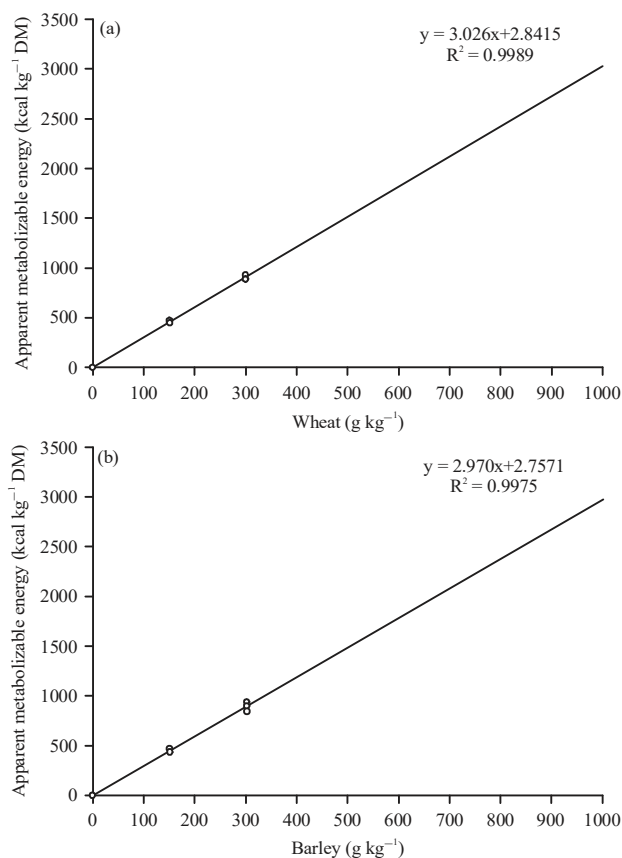 (a)
y = 3.026x+2.8415
R² = 0.9989
Apparent metabolizable energy (kcal kg⁻¹ DM)
3500
3000
2500
2000
1500
1000
500
0
0 100 200 300 400 500 600 700 800 900 1000
Wheat (g kg⁻¹)
(b)
y = 2.970x+2.7571
R² = 0.9975
Apparent metabolizable energy (kcal kg⁻¹ DM)
3500
3000
2500
2000
1500
1000
500
0
0 100 200 300 400 500 600 700 800 900 1000
Barley (g kg⁻¹)